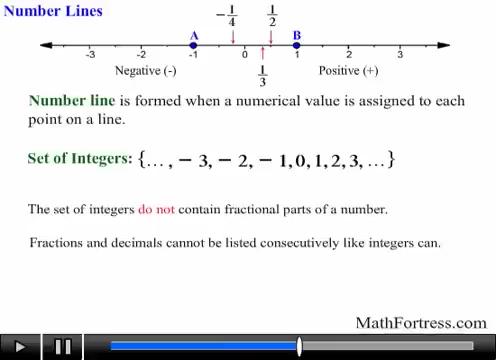 Number Lines
-1/4 1/2
A B
-3 -2 -1 0 1 2 3
Negative (-) 1/3 Positive (+)
Number line is formed when a numerical value is assigned to each
point on a line.
Set of Integers: {..., − 3, − 2, − 1, 0, 1, 2, 3, ...}
The set of integers do not contain fractional parts of a number.
Fractions and decimals cannot be listed consecutively like integers can.
MathFortress.com